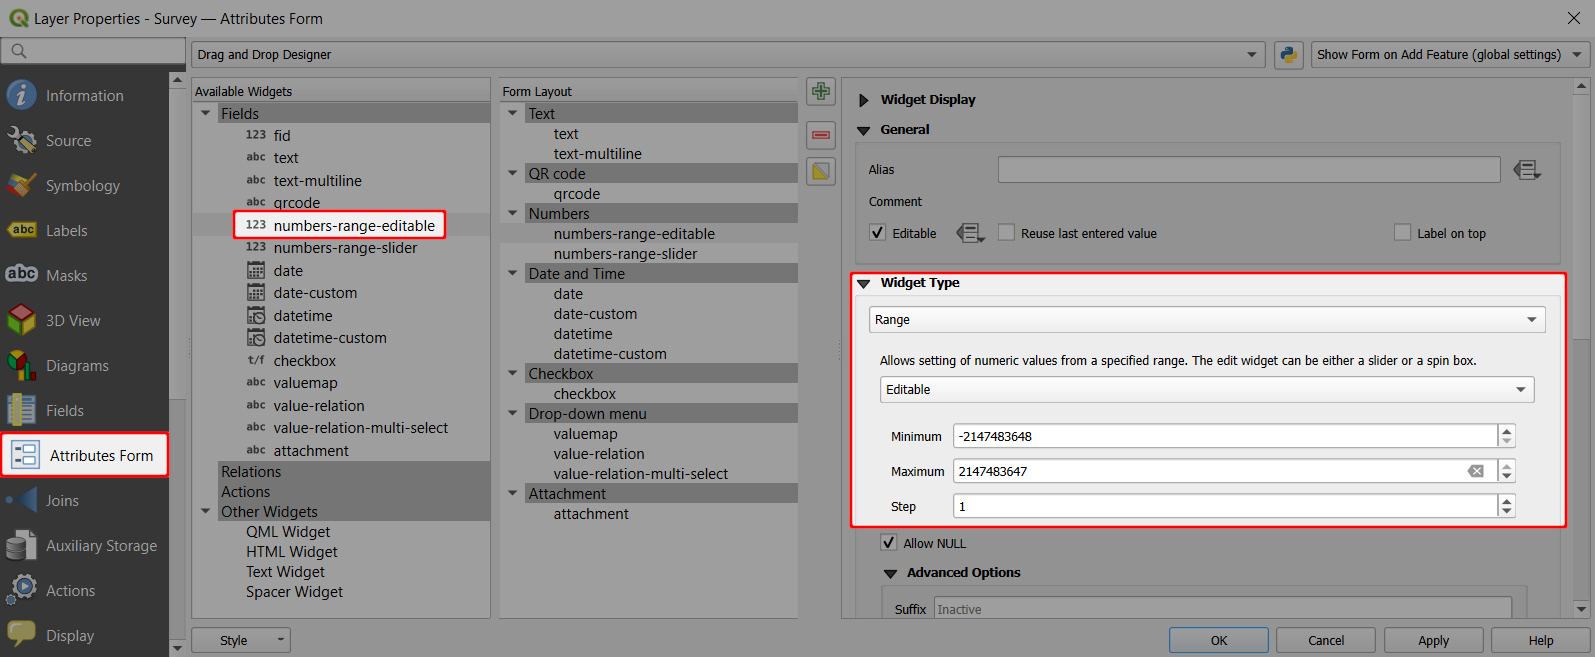 Layer Properties - Survey — Attributes Form
Drag and Drop Designer
Show Form on Add Feature (global settings)
Information
Source
Symbology
abc Labels
abc Masks
3D View
Diagrams
Fields
Attributes Form
Joins
Auxiliary Storage
Actions
Display
Available Widgets
Fields
123 fid
abc text
abc text-multiline
abc qrcode
123 numbers-range-editable
123 numbers-range-slider
date
date-custom
datetime
datetime-custom
t/f checkbox
abc valuemap
abc value-relation
abc value-relation-multi-select
abc attachment
Relations
Actions
Other Widgets
QML Widget
HTML Widget
Text Widget
Spacer Widget
Form Layout
Text
text
text-multiline
QR code
qrcode
Numbers
numbers-range-editable
numbers-range-slider
Date and Time
date
date-custom
datetime
datetime-custom
Checkbox
checkbox
Drop-down menu
valuemap
value-relation
value-relation-multi-select
Attachment
attachment
Widget Display
General
Alias
Comment
Editable
Reuse last entered value
Label on top
Widget Type
Range
Allows setting of numeric values from a specified range. The edit widget can be either a slider or a spin box.
Editable
Minimum -2147483648
Maximum 2147483647
Step 1
Allow NULL
Advanced Options
Suffix Inactive
Style
OK
Cancel
Apply
Help